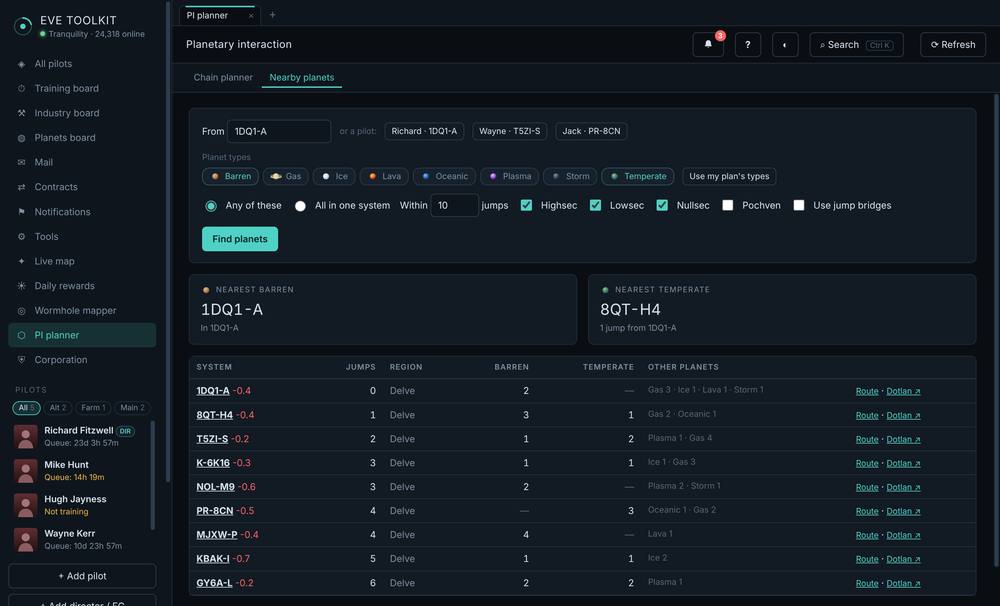 EVE TOOLKIT
Tranquility · 24,318 online
All pilots
Training board
Industry board
Planets board
Mail
Contracts
Notifications
Tools
Live map
Daily rewards
Wormhole mapper
PI planner
Corporation
PILOTS
All 5 Alt 2 Farm 1 Main 2
Richard Fitzwell DIR
Queue: 23d 3h 57m
Mike Hunt
Queue: 14h 19m
Hugh Jayness
Not training
Wayne Kerr
Queue: 10d 23h 57m
+ Add pilot
+ Add director / FC
PI planner × +
Planetary interaction
3 ? Search Ctrl K Refresh
Chain planner Nearby planets
From 1DQ1-A or a pilot: Richard · 1DQ1-A Wayne · T5ZI-S Jack · PR-8CN
Planet types
Barren Gas Ice Lava Oceanic Plasma Storm Temperate Use my plan's types
Any of these All in one system Within 10 jumps Highsec Lowsec Nullsec Pochven Use jump bridges
Find planets
NEAREST BARREN
1DQ1-A
In 1DQ1-A
NEAREST TEMPERATE
8QT-H4
1 jump from 1DQ1-A
SYSTEM JUMPS REGION BARREN TEMPERATE OTHER PLANETS
1DQ1-A -0.4 0 Delve 2 — Gas 3 · Ice 1 · Lava 1 · Storm 1 Route · Dotlan ↗
8QT-H4 -0.4 1 Delve 3 1 Gas 2 · Oceanic 1 Route · Dotlan ↗
T5ZI-S -0.2 2 Delve 1 2 Plasma 1 · Gas 4 Route · Dotlan ↗
K-6K16 -0.3 3 Delve 1 1 Ice 1 · Gas 3 Route · Dotlan ↗
NOL-M9 -0.6 3 Delve 2 — Plasma 2 · Storm 1 Route · Dotlan ↗
PR-8CN -0.5 4 Delve — 3 Oceanic 1 · Gas 2 Route · Dotlan ↗
MJXW-P -0.4 4 Delve 4 — Lava 1 Route · Dotlan ↗
KBAK-I -0.7 5 Delve 1 1 Ice 2 Route · Dotlan ↗
GY6A-L -0.2 6 Delve 2 2 Plasma 1 Route · Dotlan ↗